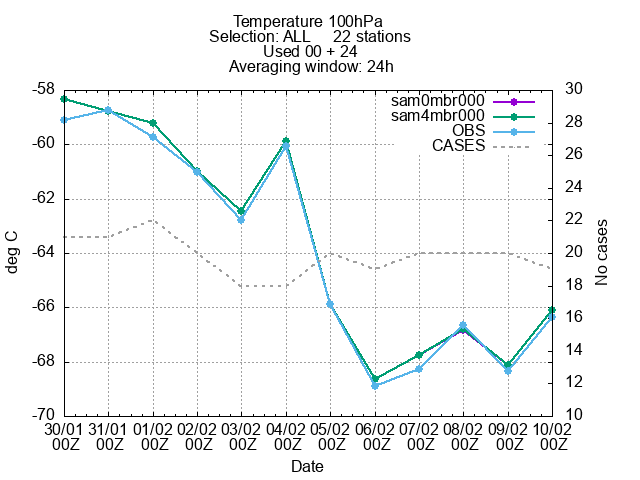 Temperature 100hPa
Selection: ALL 22 stations
Used 00 + 24
Averaging window: 24h
sam0mbr000
sam4mbr000
OBS
CASES
deg C
-58
-60
-62
-64
-66
-68
-70
30
28
26
24
22
20
18
16
14
12
10
No cases
30/01 31/01 01/02 02/02 03/02 04/02 05/02 06/02 07/02 08/02 09/02 10/02
00Z 00Z 00Z 00Z 00Z 00Z 00Z 00Z 00Z 00Z 00Z 00Z
Date